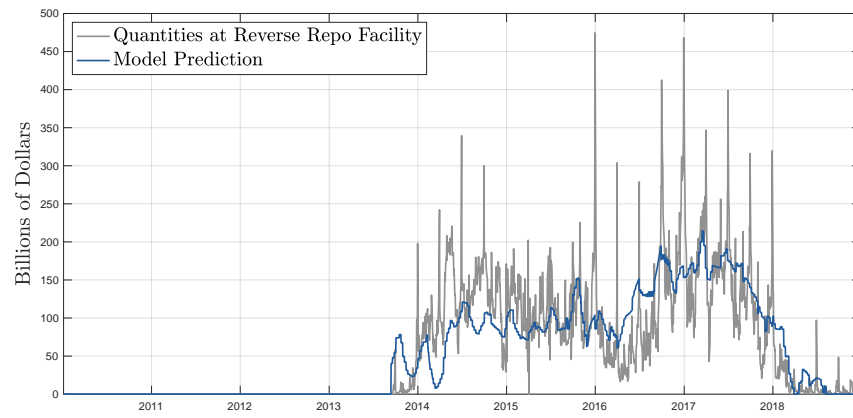 Quantities at Reverse Repo Facility
Model Prediction
Billions of Dollars
500
450
400
350
300
250
200
150
100
50
0
2011 2012 2013 2014 2015 2016 2017 2018